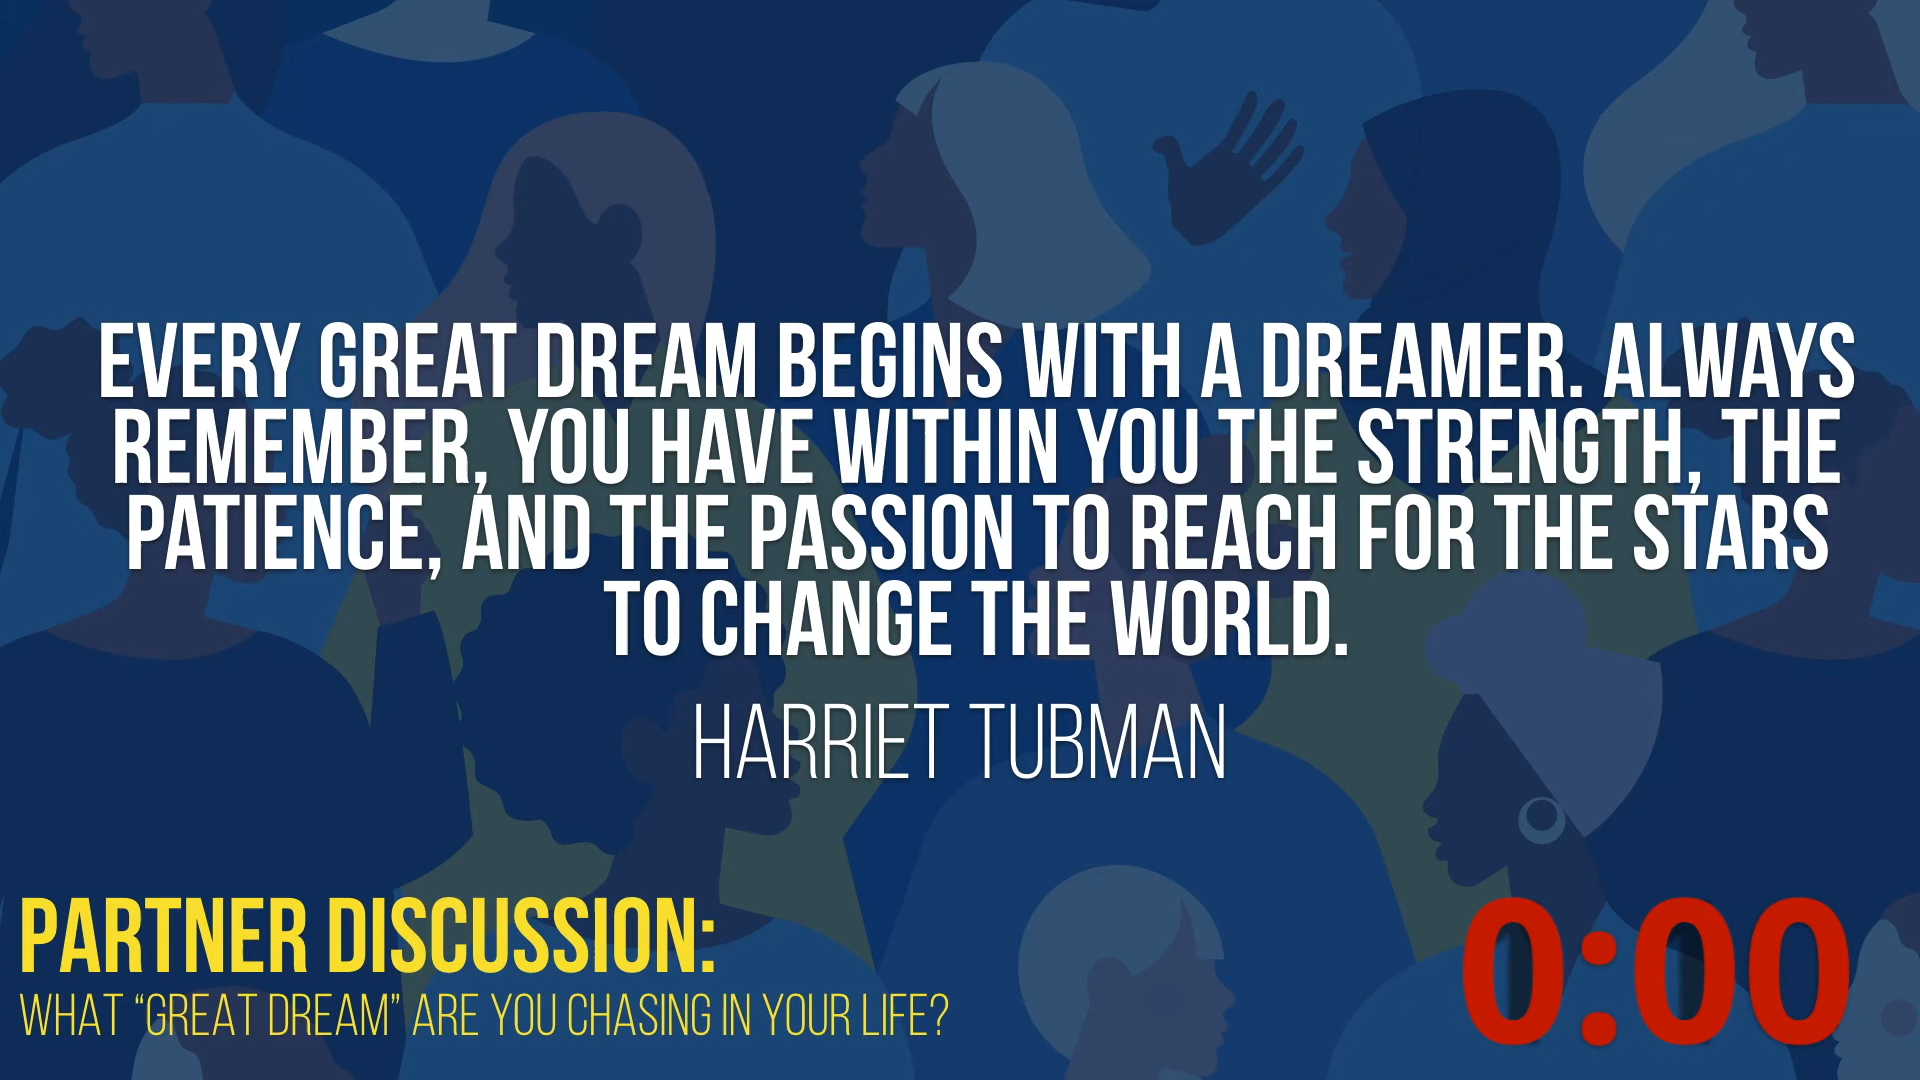 EVERY GREAT DREAM BEGINS WITH A DREAMER. ALWAYS
REMEMBER, YOU HAVE WITHIN YOU THE STRENGTH, THE
PATIENCE, AND THE PASSION TO REACH FOR THE STARS
TO CHANGE THE WORLD.
HARRIET TUBMAN
PARTNER DISCUSSION:
WHAT “GREAT DREAM” ARE YOU CHASING IN YOUR LIFE?
0:00